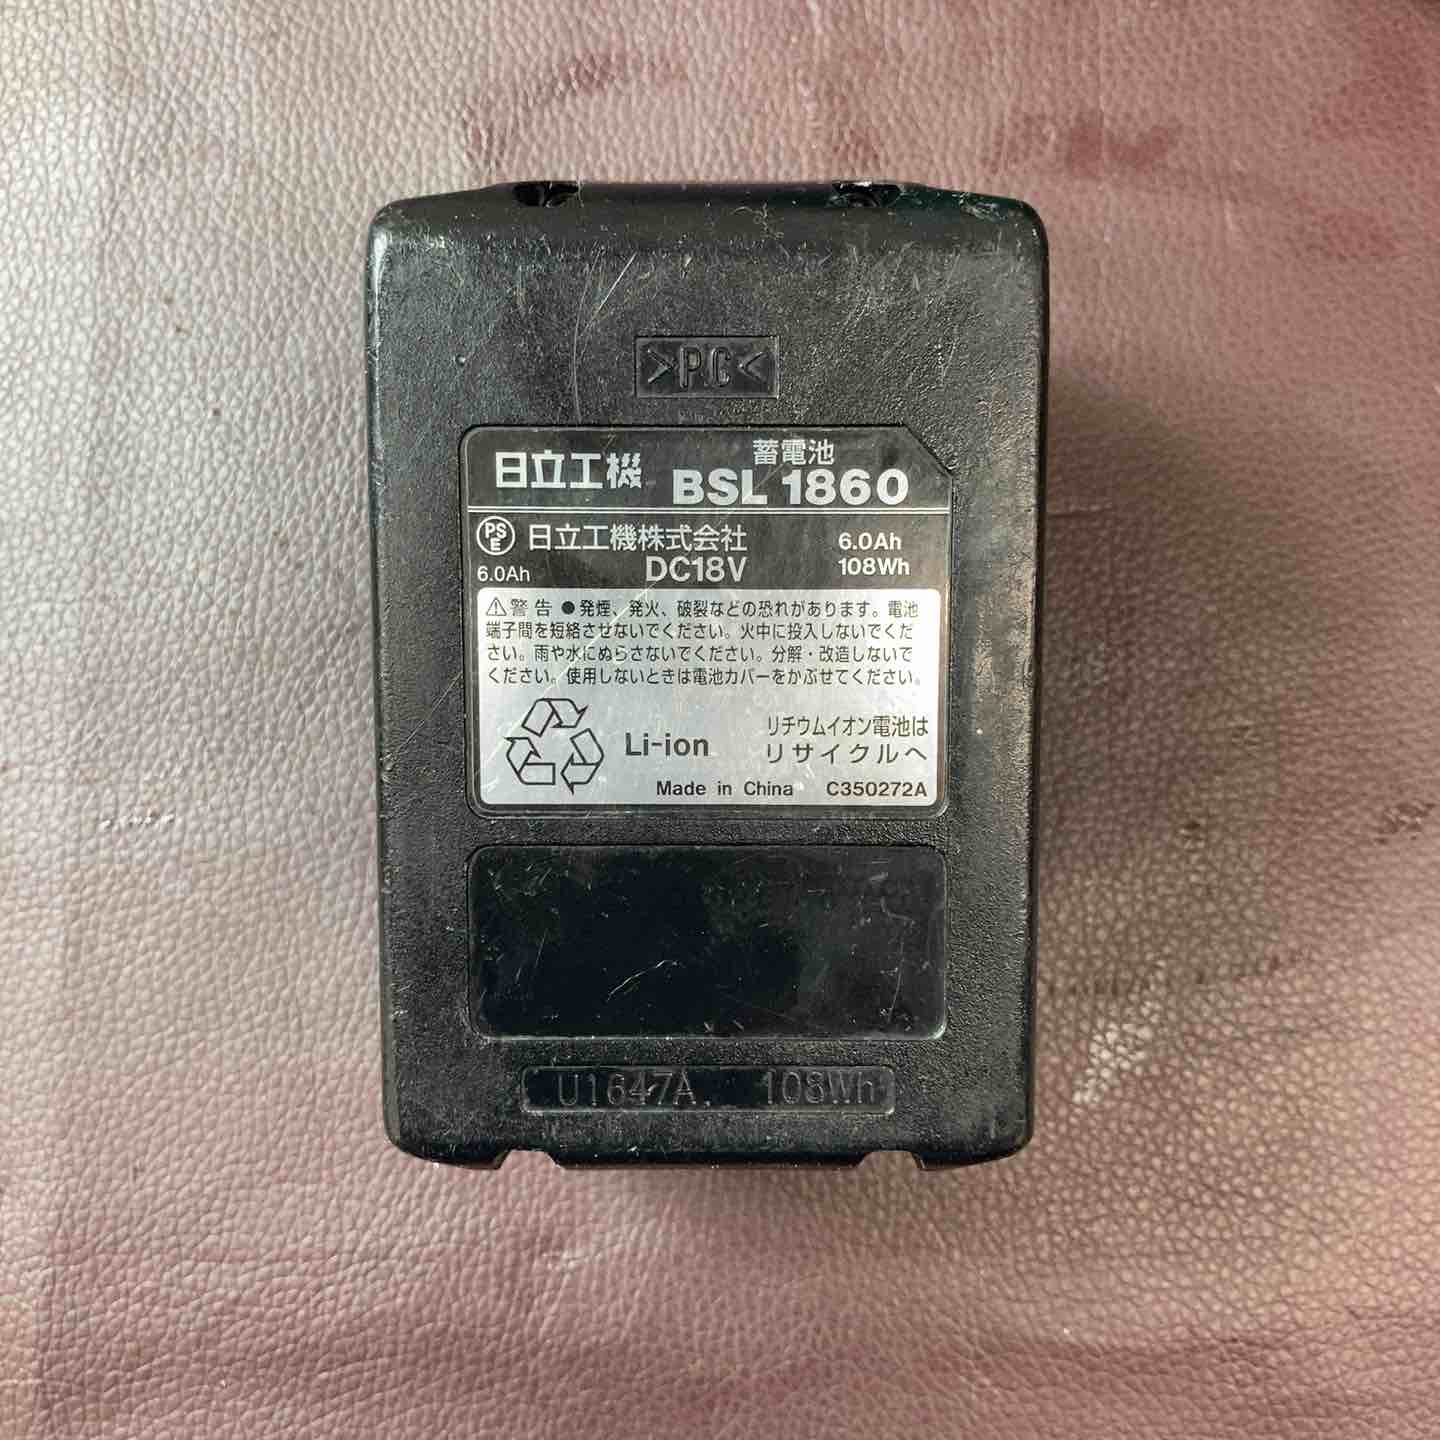 >PC<
日立工機 蓄電池
BSL 1860
PSE 日立工機株式会社 6.0Ah
6.0Ah DC18V 108Wh
⚠警告 ●発煙、発火、破裂などの恐れがあります。電池
端子間を短絡させないでください。火中に投入しないでくだ
さい。雨や水にぬらさないでください。分解・改造しないで
ください。使用しないときは電池カバーをかぶせてください。
Li-ion リチウムイオン電池は
リサイクルへ
Made in China C350272A
U1647A. 108Wh